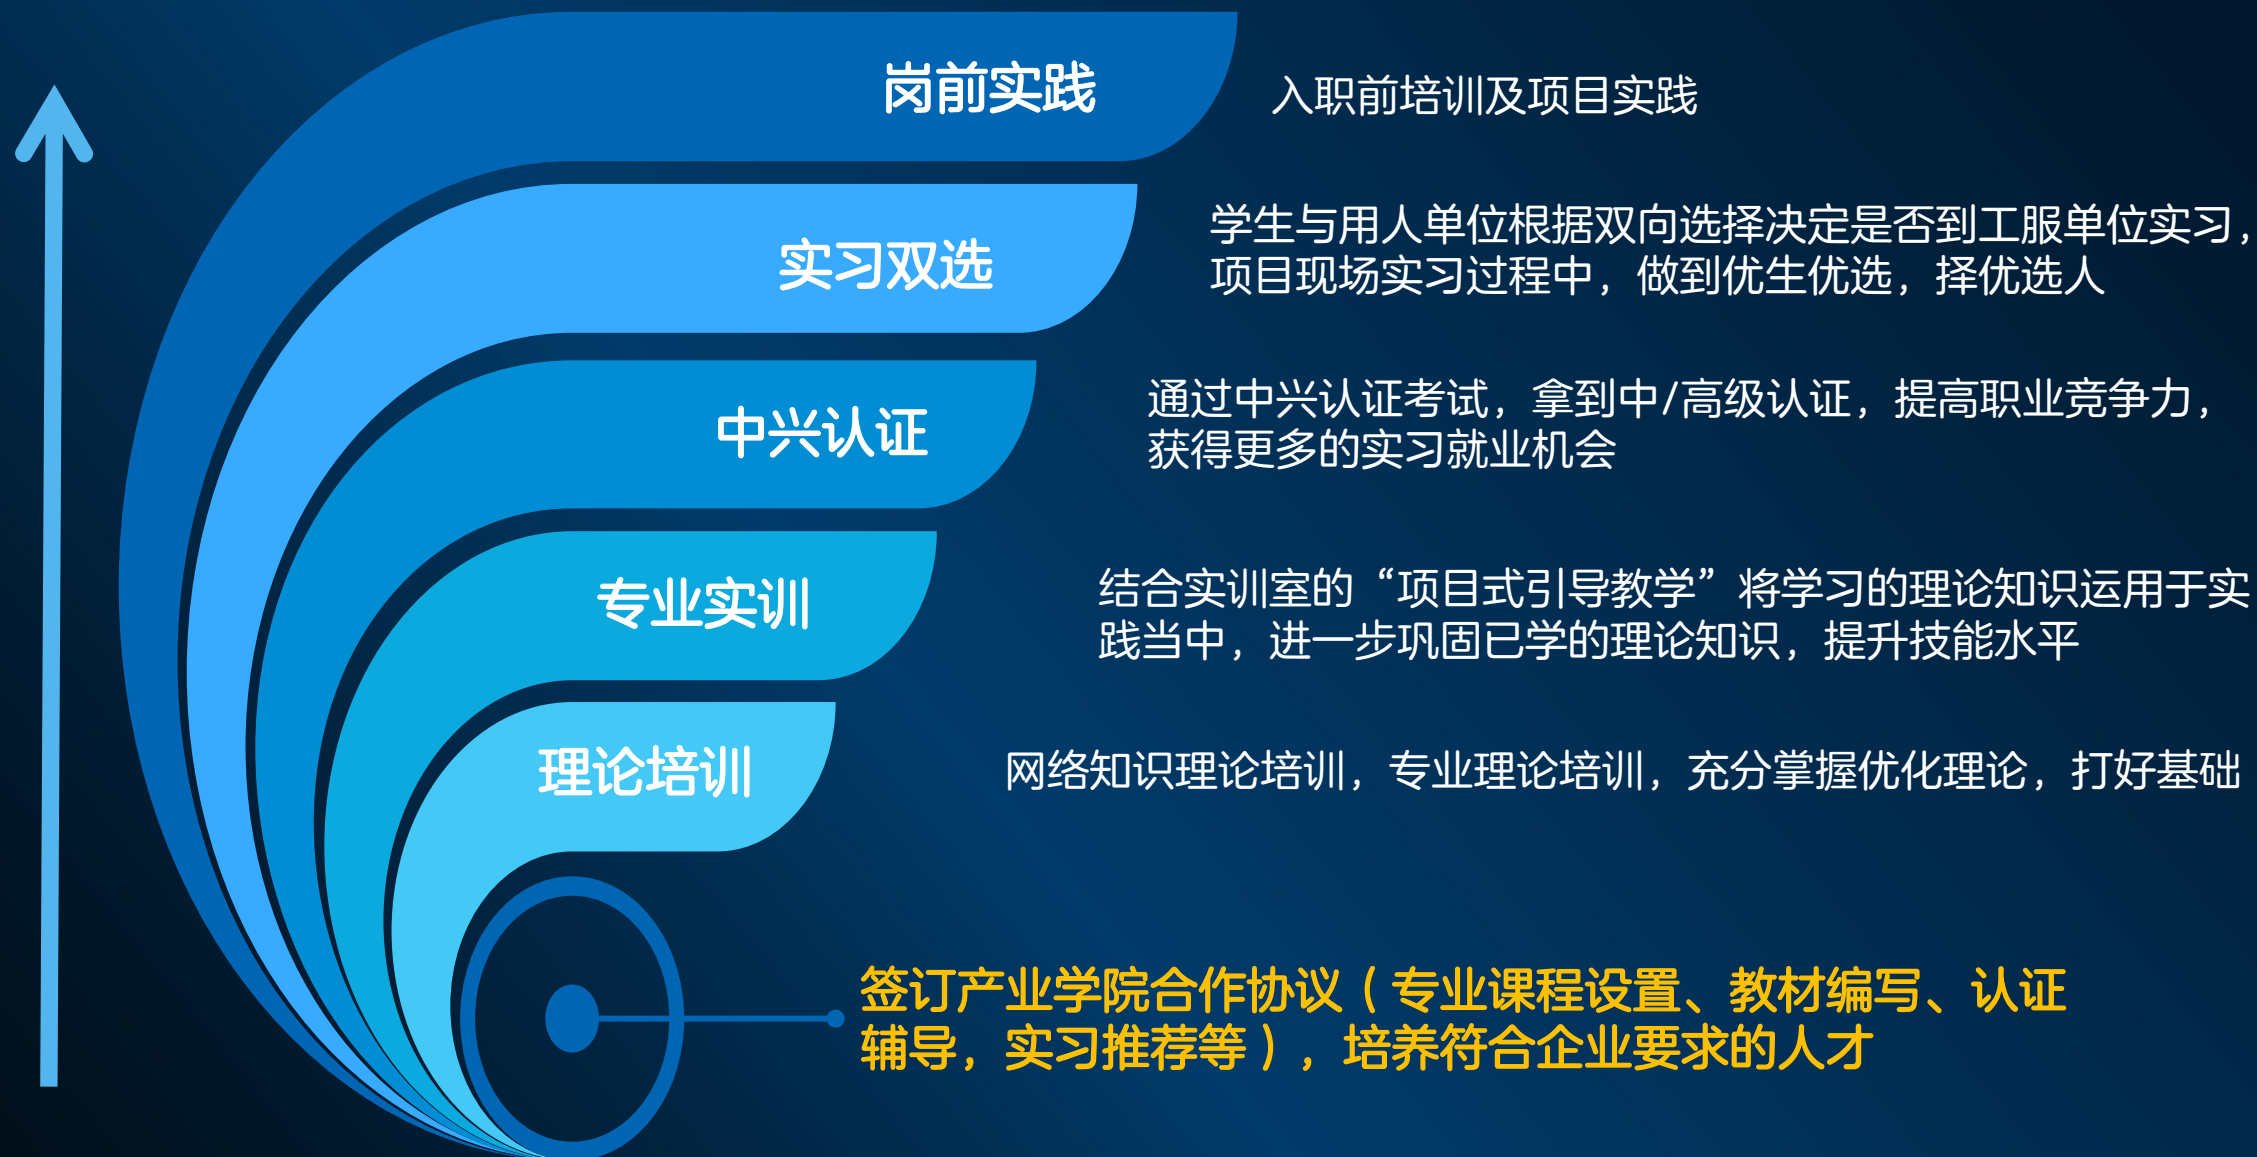 岗前实践
入职前培训及项目实践
实习双选
学生与用人单位根据双向选择决定是否到工服单位实习，
项目现场实习过程中，做到优生优选，择优选人
中兴认证
通过中兴认证考试，拿到中/高级认证，提高职业竞争力，
获得更多的实习就业机会
专业实训
结合实训室的“项目式引导教学”将学习的理论知识运用于实
践当中，进一步巩固已学的理论知识，提升技能水平
理论培训
网络知识理论培训，专业理论培训，充分掌握优化理论，打好基础
签订产业学院合作协议（专业课程设置、教材编写、认证
辅导，实习推荐等），培养符合企业要求的人才